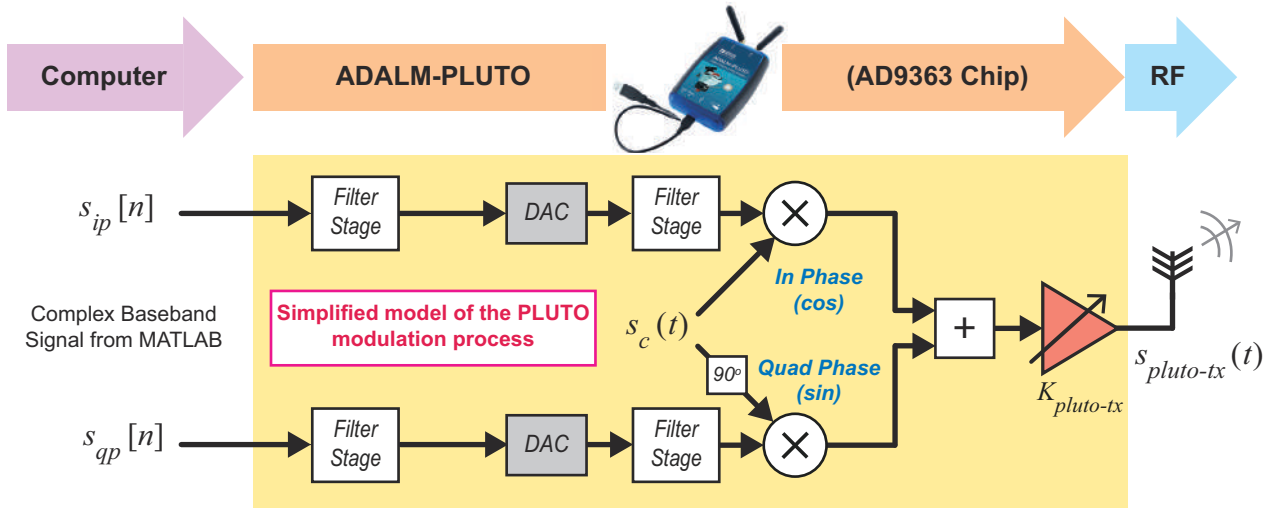 Computer
ADALM-PLUTO
(AD9363 Chip)
RF
ADALM-PLUTO
s_ip[n]
Filter
Stage
DAC
Filter
Stage
In Phase
(cos)
Complex Baseband
Signal from MATLAB
Simplified model of the PLUTO
modulation process
s_c(t)
+
90°
Quad Phase
(sin)
K_pluto-tx
s_pluto-tx(t)
s_qp[n]
Filter
Stage
DAC
Filter
Stage